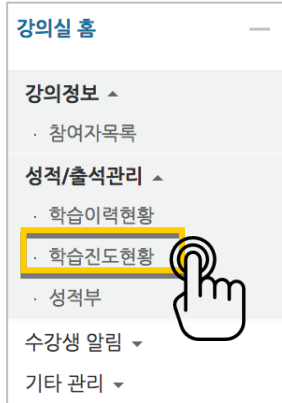 강의실 홈
강의정보
· 참여자목록
성적/출석관리
· 학습이력현황
· 학습진도현황
· 성적부
수강생 알림
기타 관리